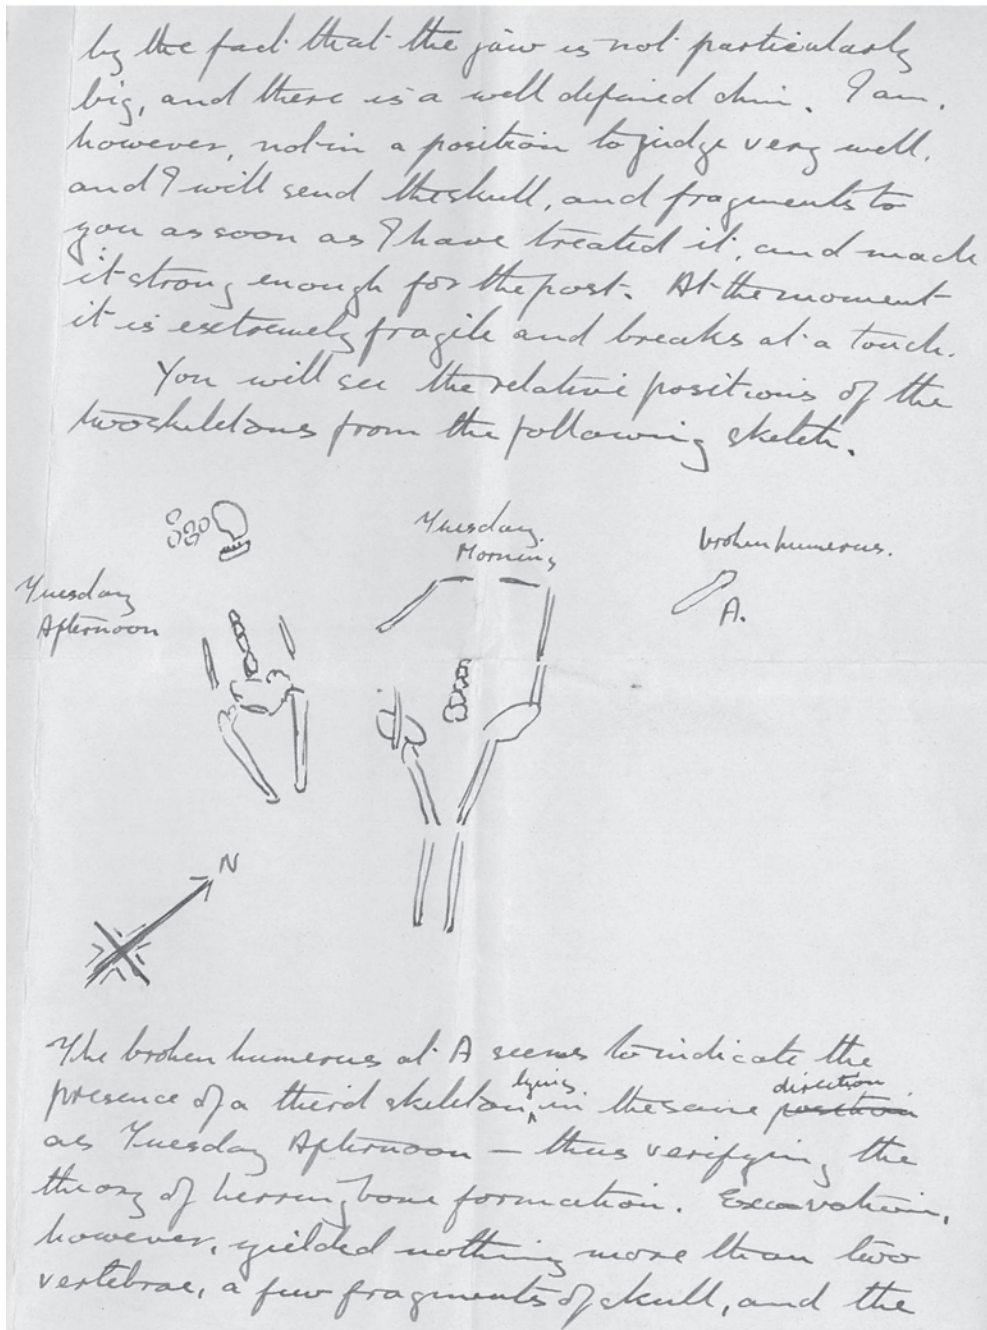 by the fact that the jaw is not particularly
big, and there is a well defined chin. I am,
however, not in a position to judge very well,
and I will send the skull, and fragments to
you as soon as I have treated it, and made
it strong enough for the post. At the moment
it is extremely fragile and breaks at a touch.
You will see the relative positions of the
two skeletons from the following sketch.
Tuesday
Morning
broken humerus.
Tuesday
Afternoon
A.
N
The broken humerus at A seems to indicate the
presence of a third skeleton, lying in the same position direction
as Tuesday Afternoon – thus verifying the
theory of herring bone formation. Excavation,
however, yielded nothing more than two
vertebrae, a few fragments of skull, and the